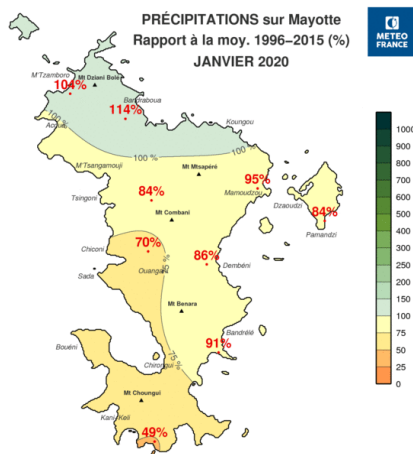 PRÉCIPITATIONS sur Mayotte
Rapport à la moy. 1996−2015 (%)
JANVIER 2020
METEO
FRANCE
M'Tzamboro
Mt Dziani Bolé
104%
Bandraboua
114%
100 %
Acoua
Koungou
100 %
100 %
M'Tsangamouji
Mt Mtsapéré
95%
Mamoudzou
Tsingoni
84%
Dzaoudzi
84%
Pamandzi
Mt Combani
Chiconi
70%
Ouangani
86%
Dembéni
Sada
Mt Benara
Bandrélé
91%
Bouéni
75 %
Chirongui
Mt Choungui
Kani-Kéli
49%
1000
900
800
700
600
500
400
300
250
200
150
100
75
50
25
0